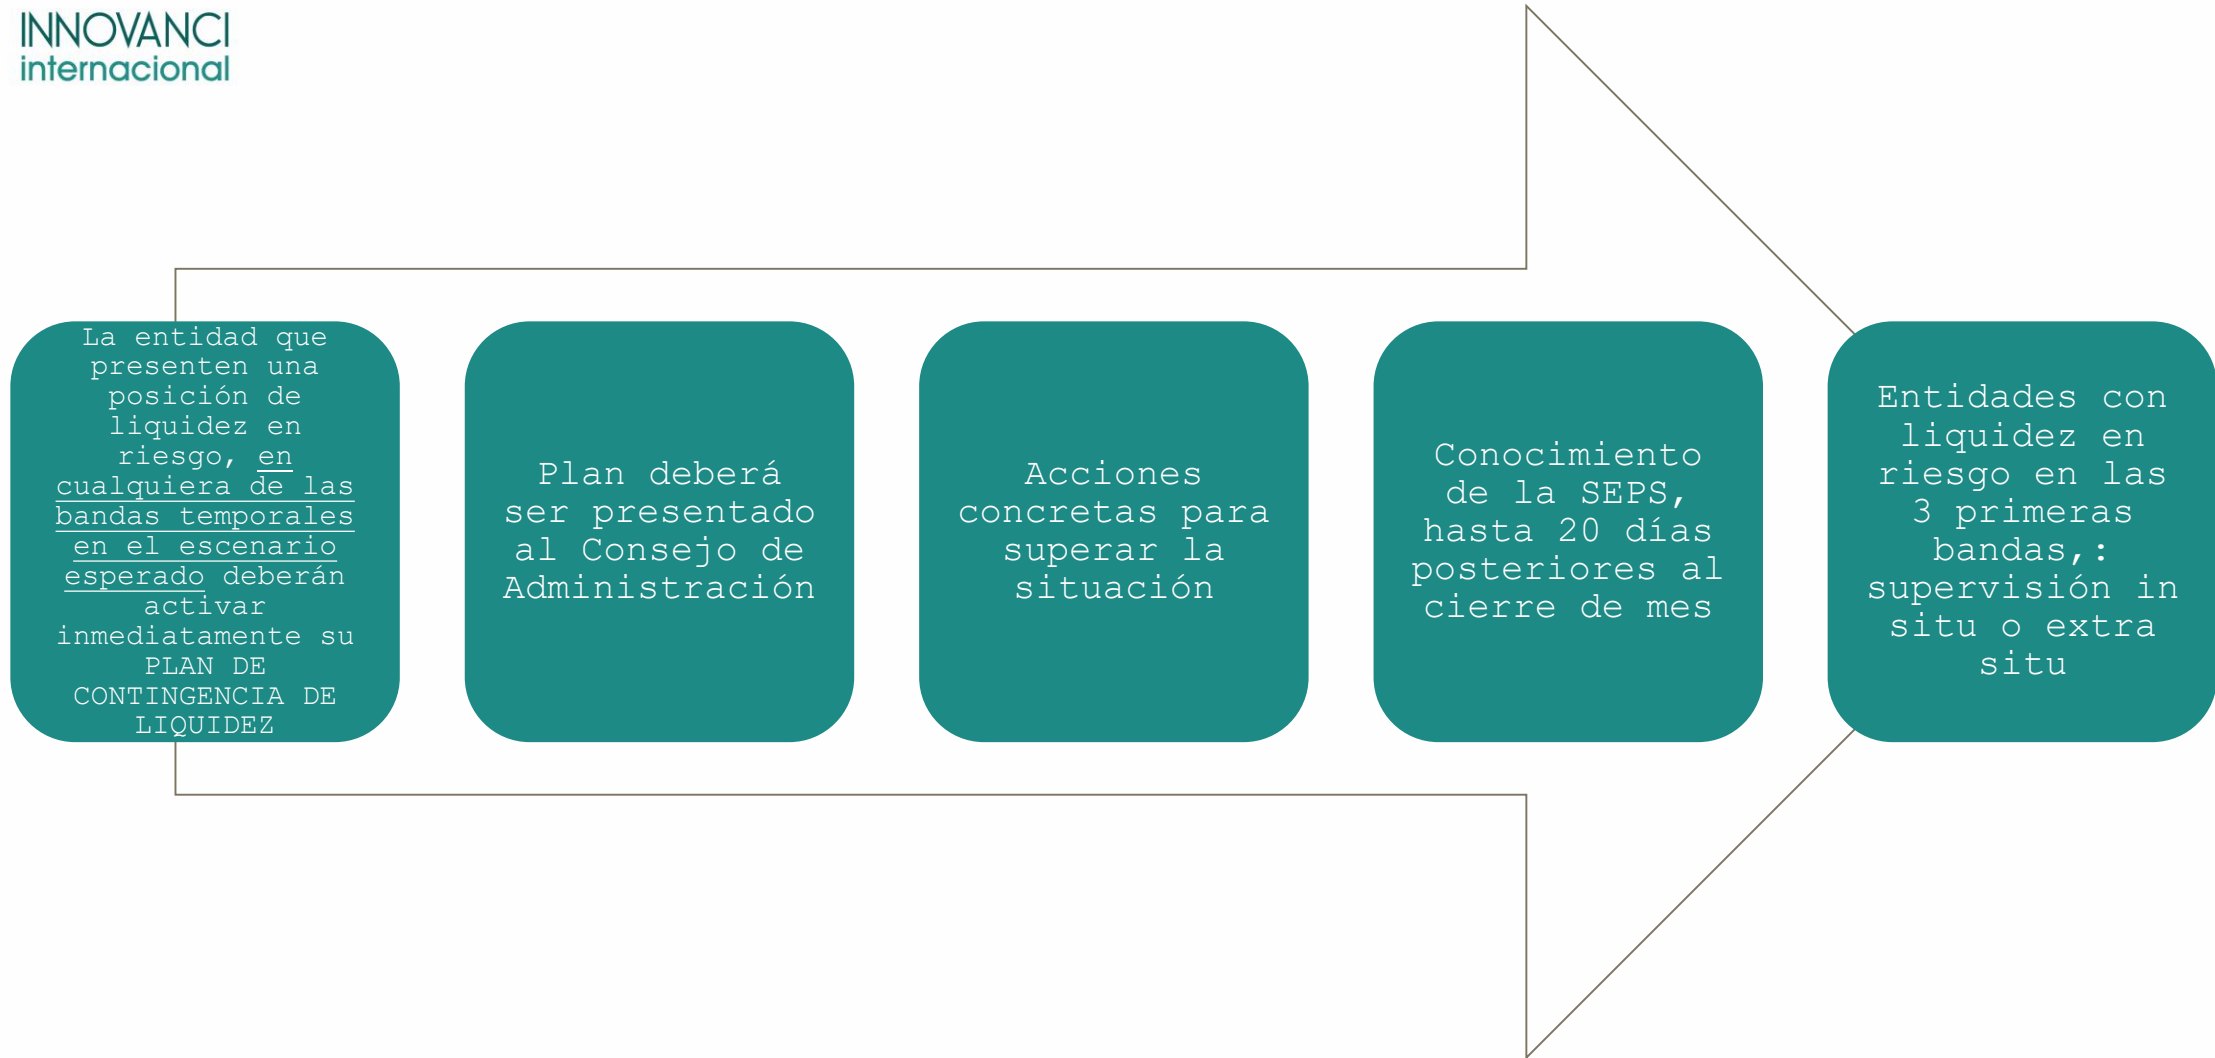 INNOVANCI
internacional
La entidad que
presenten una
posición de
liquidez en
riesgo, en
cualquiera de las
bandas temporales
en el escenario
esperado deberán
activar
inmediatamente su
PLAN DE
CONTINGENCIA DE
LIQUIDEZ
Plan deberá
ser presentado
al Consejo de
Administración
Acciones
concretas para
superar la
situación
Conocimiento
de la SEPS,
hasta 20 días
posteriores al
cierre de mes
Entidades con
liquidez en
riesgo en las
3 primeras
bandas,:
supervisión in
situ o extra
situ